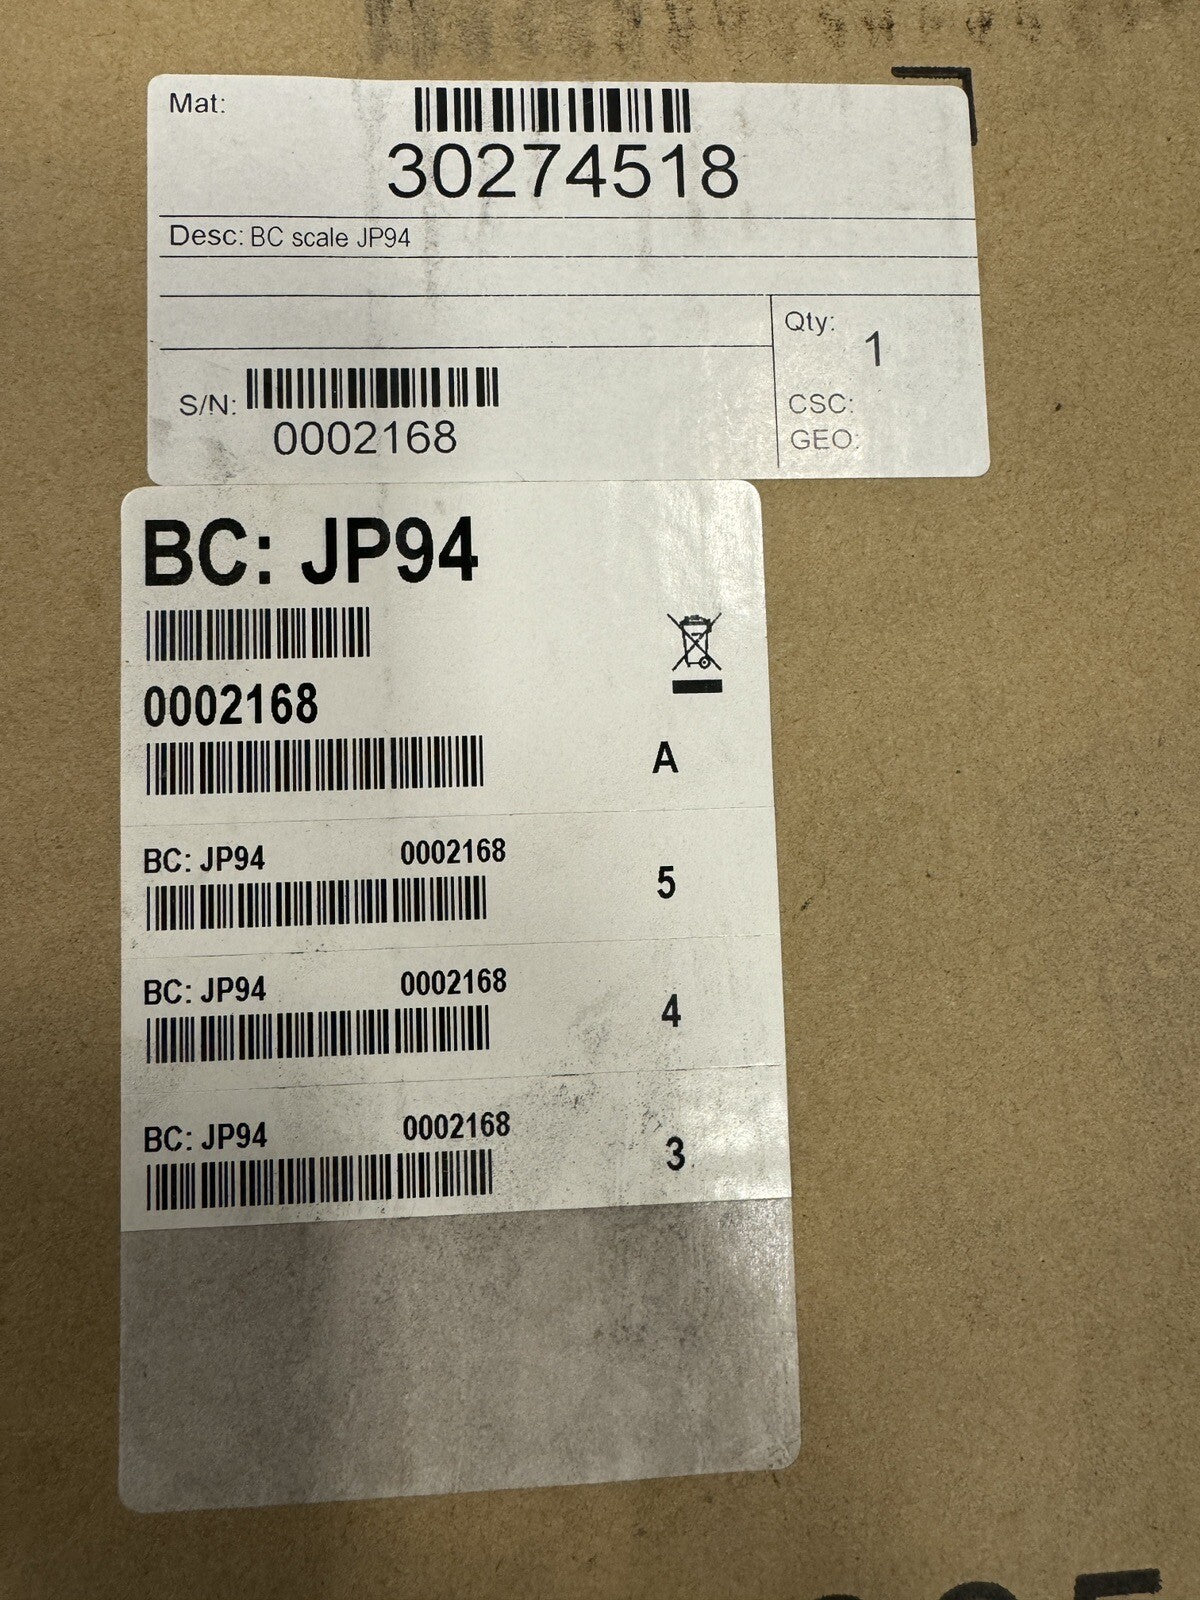 Mat:
30274518
Desc: BC scale JP94
Qty:
1
S/N:
0002168
CSC:
GEO:
BC: JP94
0002168
A
BC: JP94 0002168
5
BC: JP94 0002168
4
BC: JP94 0002168
3